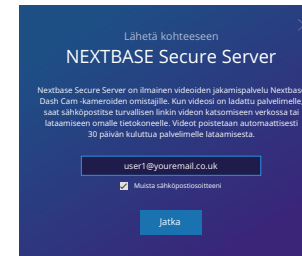 Lähetä kohteeseen
NEXTBASE Secure Server
Nextbase Secure Server on ilmainen videoiden jakamispalvelu Nextbase
Dash Cam -kameroiden omistajille. Kun videosi on ladattu palvelimelle,
saat sähköpostitse turvallisen linkin videon katsomiseen verkossa tai
lataamiseen omalle tietokoneelle. Videot poistetaan automaattisesti
30 päivän kuluttua palvelimelle lataamisesta.
user1@youremail.co.uk
Muista sähköpostiosoitteeni
Jatka